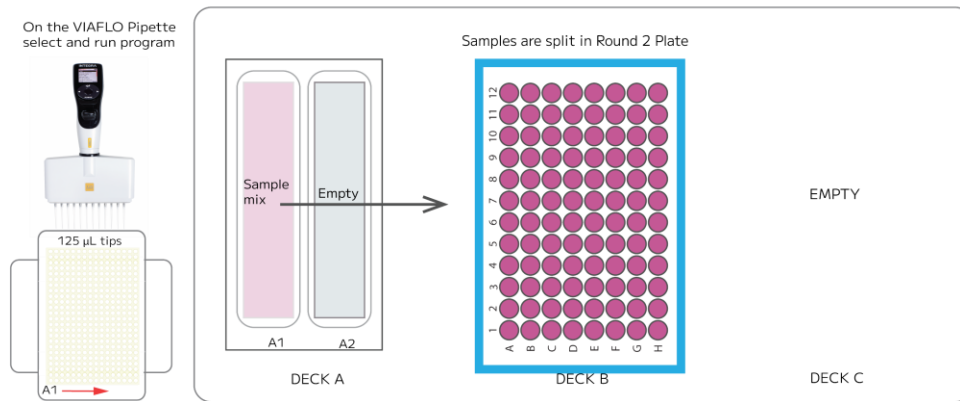 On the VIAFLO Pipette
select and run program
125 µL tips
A1
Sample
mix
Empty
A1
A2
DECK A
Samples are split in Round 2 Plate
12
11
10
9
8
7
6
5
4
3
2
1
A
B
C
D
E
F
G
H
DECK B
EMPTY
DECK C